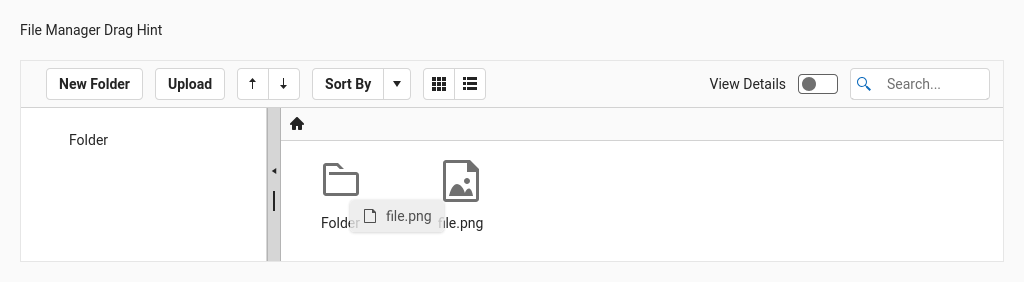 File Manager Drag Hint
New Folder Upload Sort By View Details Search...
Folder
Folder file.png file.png